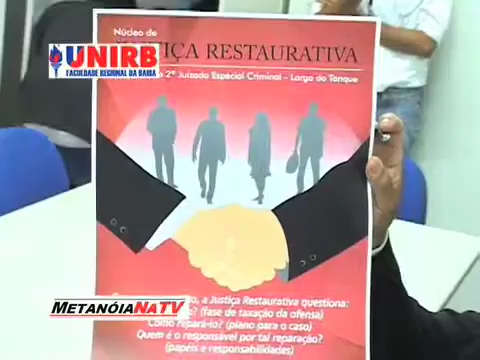 Núcleo de
JUSTIÇA RESTAURATIVA
2º Juizado Especial Criminal - Largo do Tanque
UNIRB
FACULDADE REGIONAL DA BAHIA
a Justiça Restaurativa questiona:
(fase de taxação da ofensa)
Como repará-lo? (plano para o caso)
Quem é o responsável por tal reparação?
(papéis e responsabilidades)
METANÓIANATV